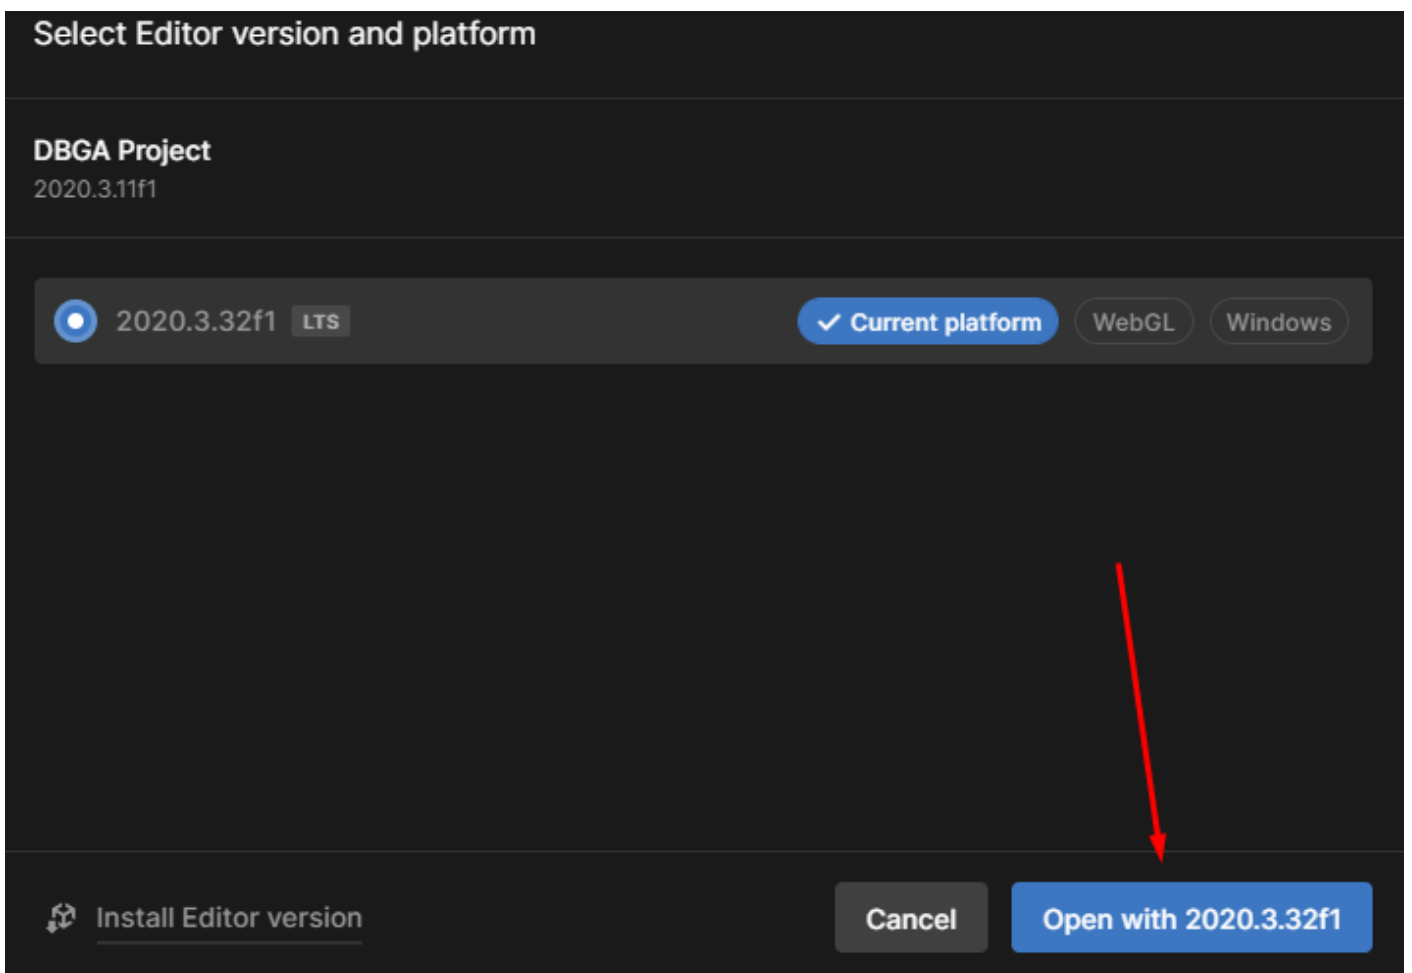 Select Editor version and platform
DBGA Project
2020.3.11f1
2020.3.32f1 LTS Current platform WebGL Windows
Install Editor version Cancel Open with 2020.3.32f1